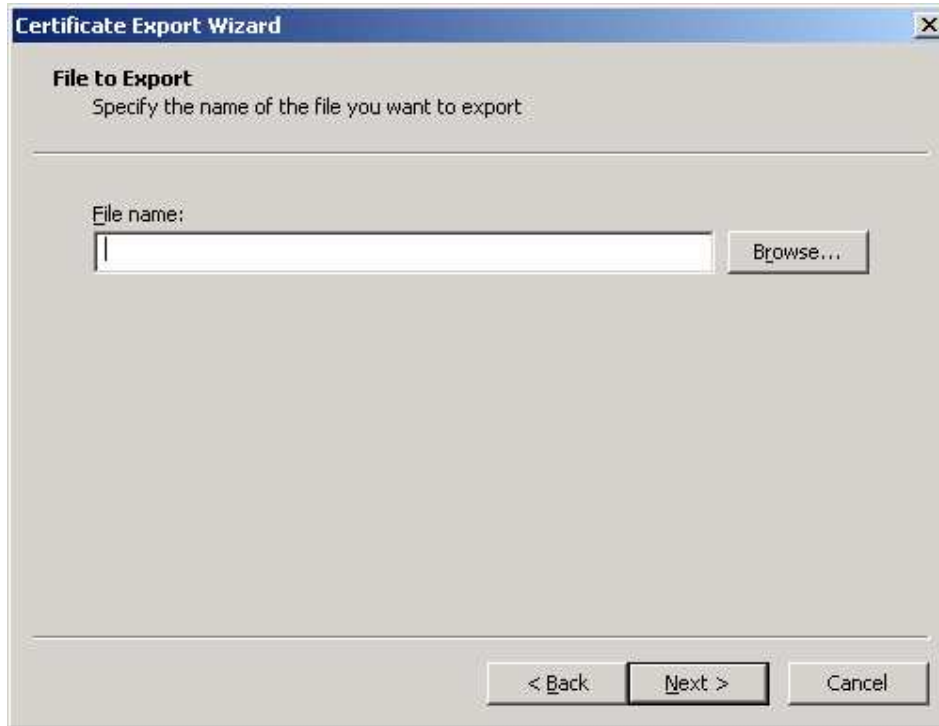 Certificate Export Wizard
File to Export
Specify the name of the file you want to export
File name:
Browse...
< Back
Next >
Cancel